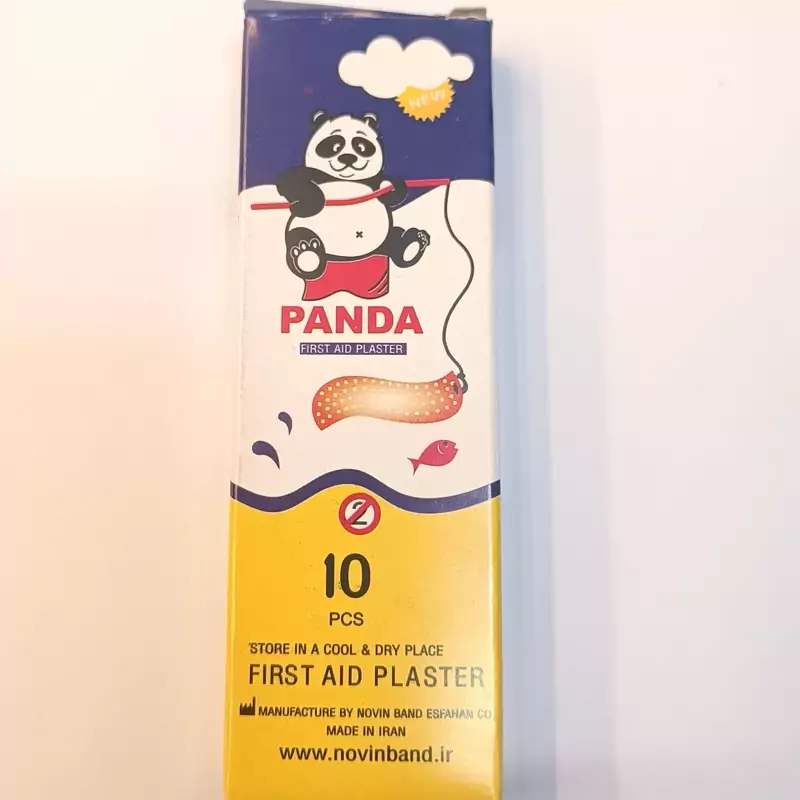 NEW
PANDA
FIRST AID PLASTER
2
10
PCS
STORE IN A COOL & DRY PLACE
FIRST AID PLASTER
MANUFACTURE BY NOVIN BAND ESFAHAN CO
MADE IN IRAN
www.novinband.ir